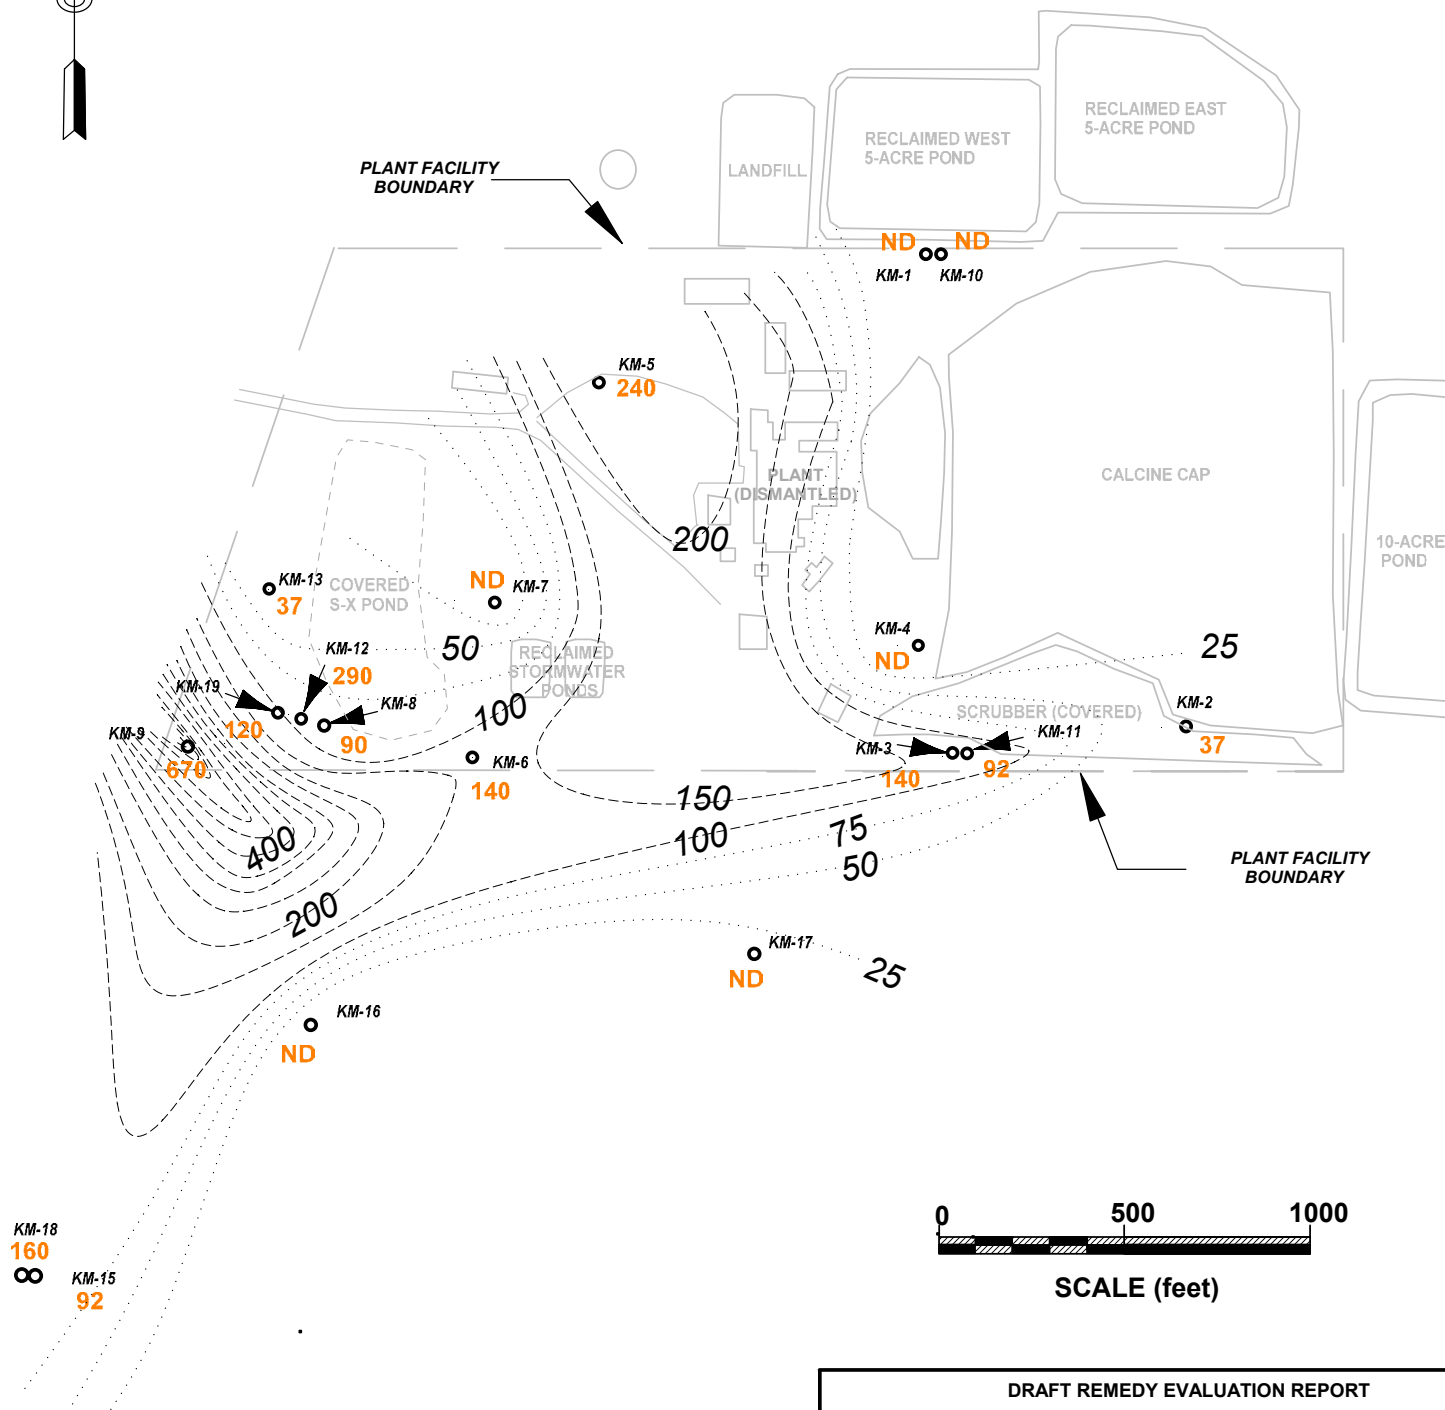 RECLAIMED EAST
5-ACRE POND
RECLAIMED WEST
5-ACRE POND
LANDFILL
PLANT FACILITY
BOUNDARY
ND
ND
KM-1
KM-10
KM-5
240
PLANT
(DISMANTLED)
CALCINE CAP
200
10-ACRE
POND
KM-13
37
COVERED
S-X POND
ND
KM-7
KM-4
ND
25
50
KM-12
290
RECLAIMED
STORMWATER
PONDS
KM-19
120
KM-8
90
100
KM-9
670
KM-6
140
SCRUBBER (COVERED)
KM-2
37
KM-11
92
KM-3
140
150
100
75
50
400
200
PLANT FACILITY
BOUNDARY
KM-17
ND
25
KM-16
ND
KM-18
160
KM-15
92
0
500
1000
SCALE (feet)
DRAFT REMEDY EVALUATION REPORT